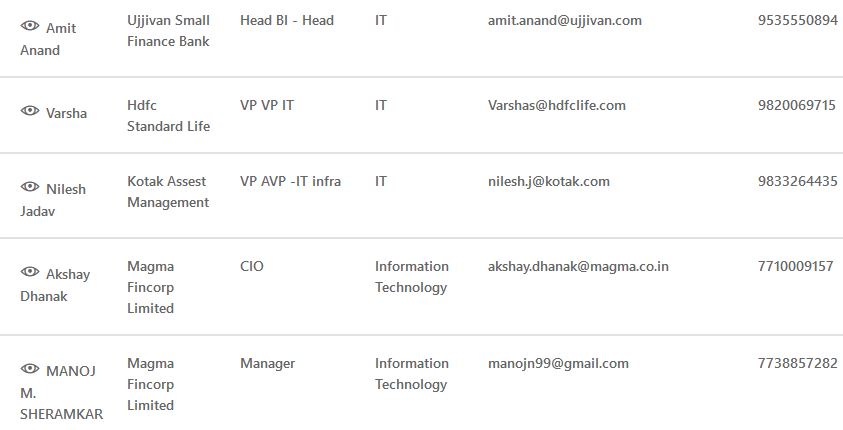 Amit Anand Ujjivan Small Finance Bank Head BI - Head IT amit.anand@ujjivan.com 9535550894
Varsha Hdfc Standard Life VP VP IT IT Varshas@hdfclife.com 9820069715
Nilesh Jadav Kotak Assest Management VP AVP -IT infra IT nilesh.j@kotak.com 9833264435
Akshay Dhanak Magma Fincorp Limited CIO Information Technology akshay.dhanak@magma.co.in 7710009157
MANOJ M. SHERAMKAR Magma Fincorp Limited Manager Information Technology manojn99@gmail.com 7738857282